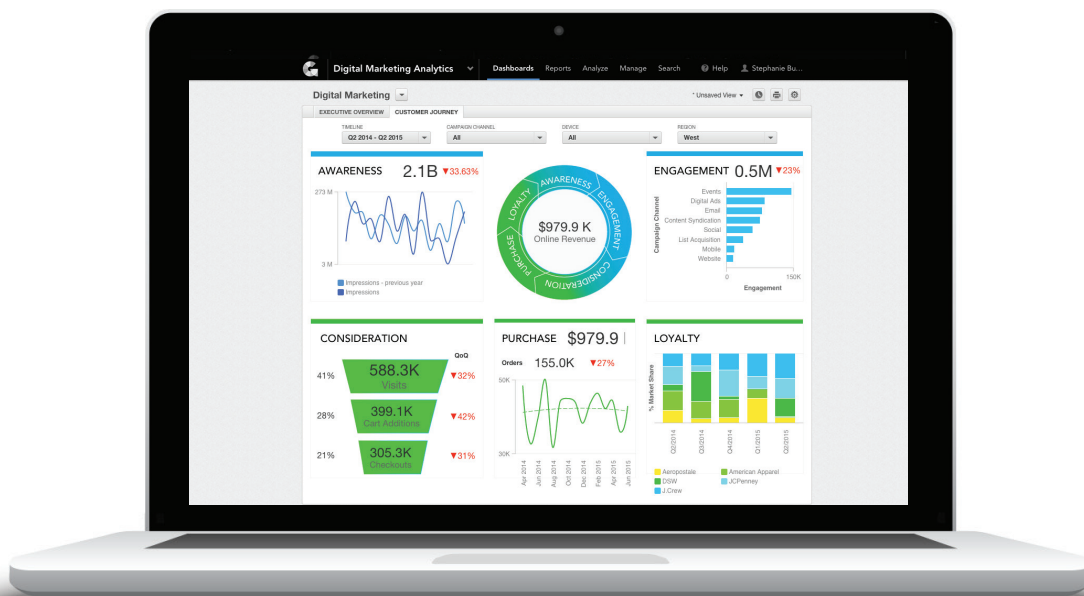 Digital Marketing Analytics Dashboards Reports Analyze Manage Search Help Stephanie Bu...
Digital Marketing * Unsaved View
EXECUTIVE OVERVIEW CUSTOMER JOURNEY
TIMELINE CAMPAIGN CHANNEL DEVICE REGION
Q2 2014 - Q2 2015 All All West
AWARENESS 2.1B ▼33.63%
273 M
3 M
Impressions - previous year
Impressions
AWARENESS
ENGAGEMENT
CONSIDERATION
PURCHASE
LOYALTY
$979.9 K
Online Revenue
ENGAGEMENT 0.5M ▼23%
Campaign Channel
Events
Digital Ads
Email
Content Syndication
Social
List Acquisition
Mobile
Website
0 150K
Engagement
CONSIDERATION
QoQ
41% 588.3K ▼32%
Visits
28% 399.1K ▼42%
Cart Additions
21% 305.3K ▼31%
Checkouts
PURCHASE $979.9
Orders 155.0K ▼27%
50K
30K
Apr 2014 Jun 2014 Aug 2014 Oct 2014 Dec 2014 Feb 2015 Apr 2015 Jun 2015
LOYALTY
% Market Share
Q2/2014 Q3/2014 Q4/2014 Q1/2015 Q2/2015
Aeropostale American Apparel
DSW JCPenney
J.Crew